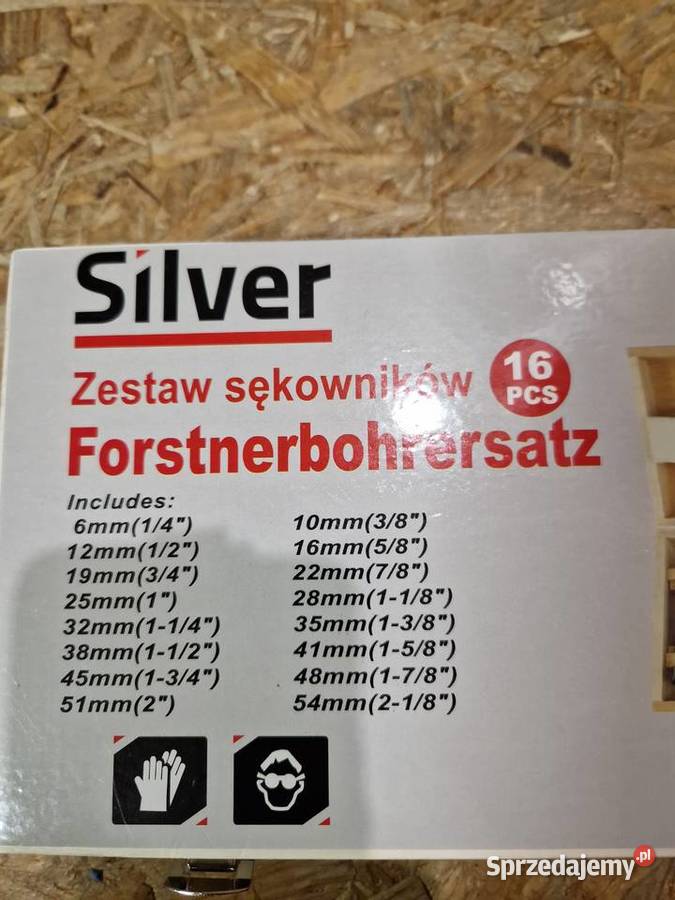 Silver
Zestaw sękowników
16
PCS
Forstnerbohrersatz
Includes:
6mm(1/4") 10mm(3/8")
12mm(1/2") 16mm(5/8")
19mm(3/4") 22mm(7/8")
25mm(1") 28mm(1-1/8")
32mm(1-1/4") 35mm(1-3/8")
38mm(1-1/2") 41mm(1-5/8")
45mm(1-3/4") 48mm(1-7/8")
51mm(2") 54mm(2-1/8")
Sprzedajemy.pl